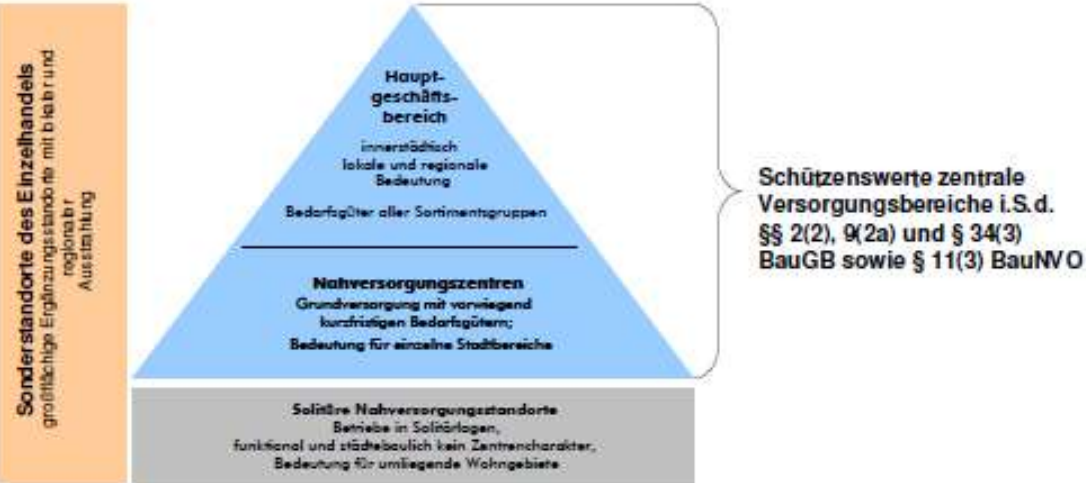 Sonderstandorte des Einzelhandels
großflächige Ergänzungsstandorte mit lokaler und
regionaler
Ausstrahlung
Haupt-
geschäfts-
bereich
innerstädtisch
lokale und regionale
Bedeutung
Bedarfsgüter aller Sortimentsgruppen
Nahversorgungszentren
Grundversorgung mit vorwiegend
kurzfristigen Bedarfsgütern;
Bedeutung für einzelne Stadtbereiche
Solitäre Nahversorgungsstandorte
Betriebe in Solitärlagen,
funktional und städtebaulich kein Zentrencharakter,
Bedeutung für umliegende Wohngebiete
Schützenswerte zentrale
Versorgungsbereiche i.S.d.
§§ 2(2), 9(2a) und § 34(3)
BauGB sowie § 11(3) BauNVO